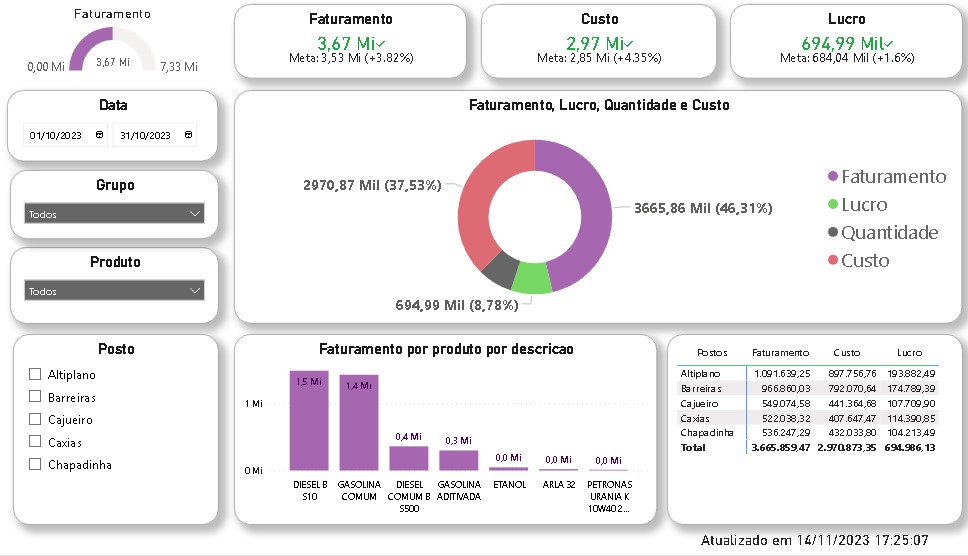 Faturamento
0,00 Mi
3,67 Mi
7,33 Mi
Faturamento
3,67 Mi✓
Meta: 3,53 Mi (+3.82%)
Custo
2,97 Mi✓
Meta: 2,85 Mi (+4.35%)
Lucro
694,99 Mil✓
Meta: 684,04 Mil (+1.6%)
Data
01/10/2023
31/10/2023
Grupo
Todos
Produto
Todos
Posto
Altiplano
Barreiras
Cajueiro
Caxias
Chapadinha
Faturamento, Lucro, Quantidade e Custo
2970,87 Mil (37,53%)
3665,86 Mil (46,31%)
694,99 Mil (8,78%)
Faturamento
Lucro
Quantidade
Custo
Faturamento por produto por descricao
1 Mi
0 Mi
1,5 Mi
1,4 Mi
0,4 Mi
0,3 Mi
0,0 Mi
0,0 Mi
0,0 Mi
DIESEL B
S10
GASOLINA
COMUM
DIESEL
COMUM B
S500
GASOLINA
ADITIVADA
ETANOL
ARLA 32
PETRONAS
URANIA K
10W40 2...
Postos Faturamento Custo Lucro
Altiplano 1.091.639,25 897.756,76 193.882,49
Barreiras 966.860,03 792.070,64 174.789,39
Cajueiro 549.074,58 441.364,68 107.709,90
Caxias 522.038,32 407.647,47 114.390,85
Chapadinha 536.247,29 432.033,80 104.213,49
Total 3.665.859,47 2.970.873,35 694.986,13
Atualizado em 14/11/2023 17:25:07